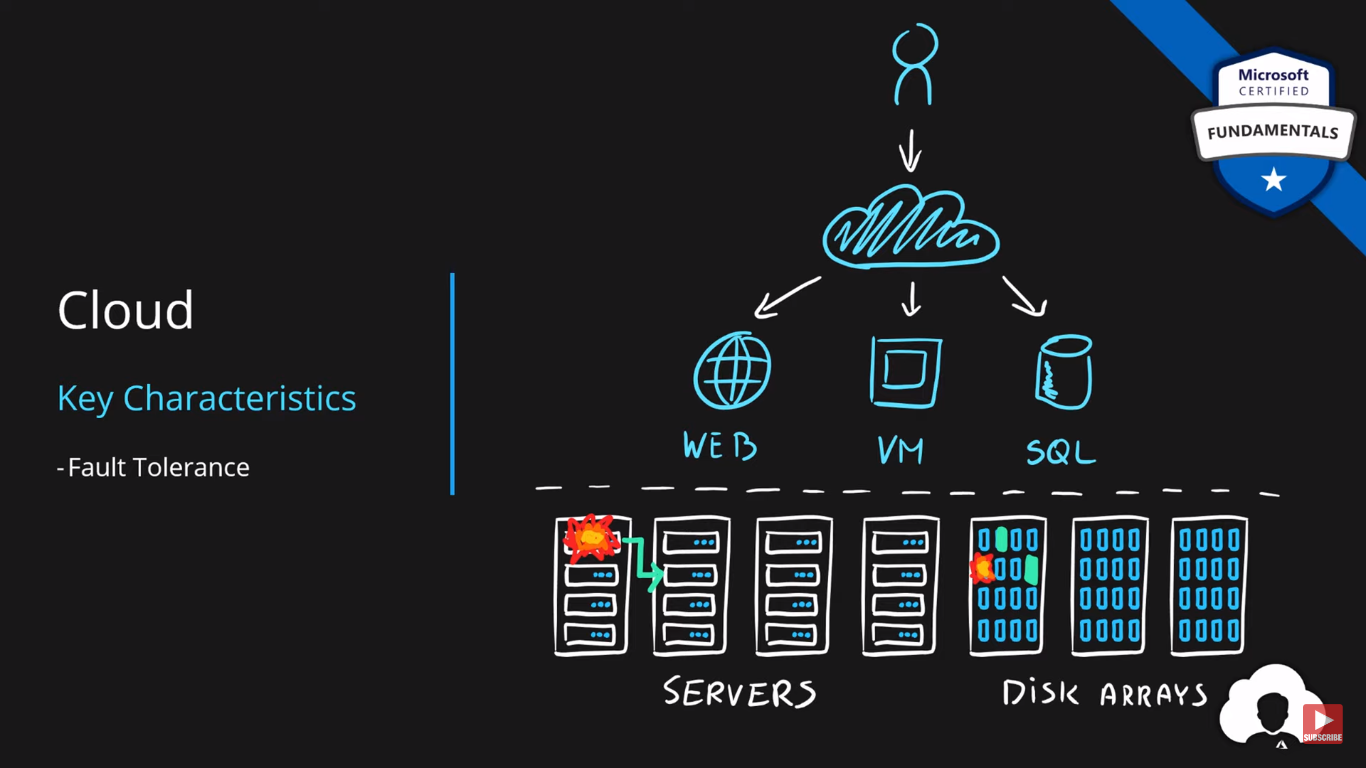 Microsoft
CERTIFIED
FUNDAMENTALS
Cloud
Key Characteristics
- Fault Tolerance
WEB
VM
SQL
SERVERS
DiSK ARRAYS
SUBSCRIBE